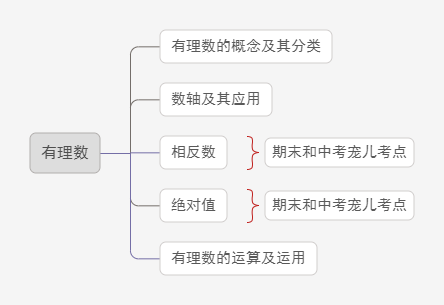 有理数的概念及其分类
数轴及其应用
有理数
相反数
期末和中考宠儿考点
绝对值
期末和中考宠儿考点
有理数的运算及运用